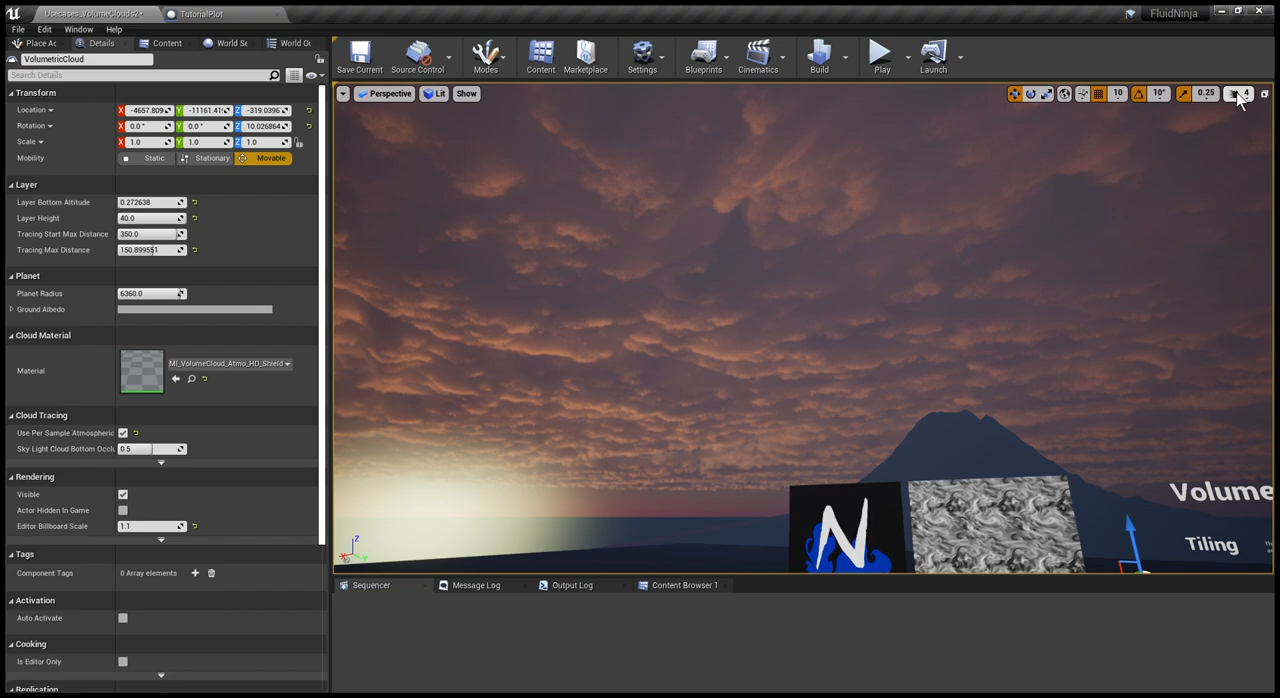 Usecases_VolumeClouds2*
TutorialPlot
FluidNinja
File Edit Window Help
Place Ac Details Content World Se World Ou
VolumetricCloud
Search Details
Save Current Source Control Modes Content Marketplace Settings Blueprints Cinematics Build Play Launch
Perspective Lit Show
10 10° 0.25 4
Transform
Location X -4657.809 Y -11161.41 Z -319.0396
Rotation X 0.0 ° Y 0.0 ° Z 10.026864
Scale X 1.0 Y 1.0 Z 1.0
Mobility Static Stationary Movable
Layer
Layer Bottom Altitude 0.272638
Layer Height 40.0
Tracing Start Max Distance 350.0
Tracing Max Distance 150.899551
Planet
Planet Radius 6360.0
Ground Albedo
Cloud Material
Material MI_VolumeCloud_Atmo_HD_Shield
Cloud Tracing
Use Per Sample Atmospheric
Sky Light Cloud Bottom Occlu 0.5
Rendering
Visible
Actor Hidden In Game
Editor Billboard Scale 1.1
Tags
Component Tags 0 Array elements
Activation
Auto Activate
Cooking
Is Editor Only
Replication
N
Volume
Tiling
Z
X
Y
Sequencer Message Log Output Log Content Browser 1